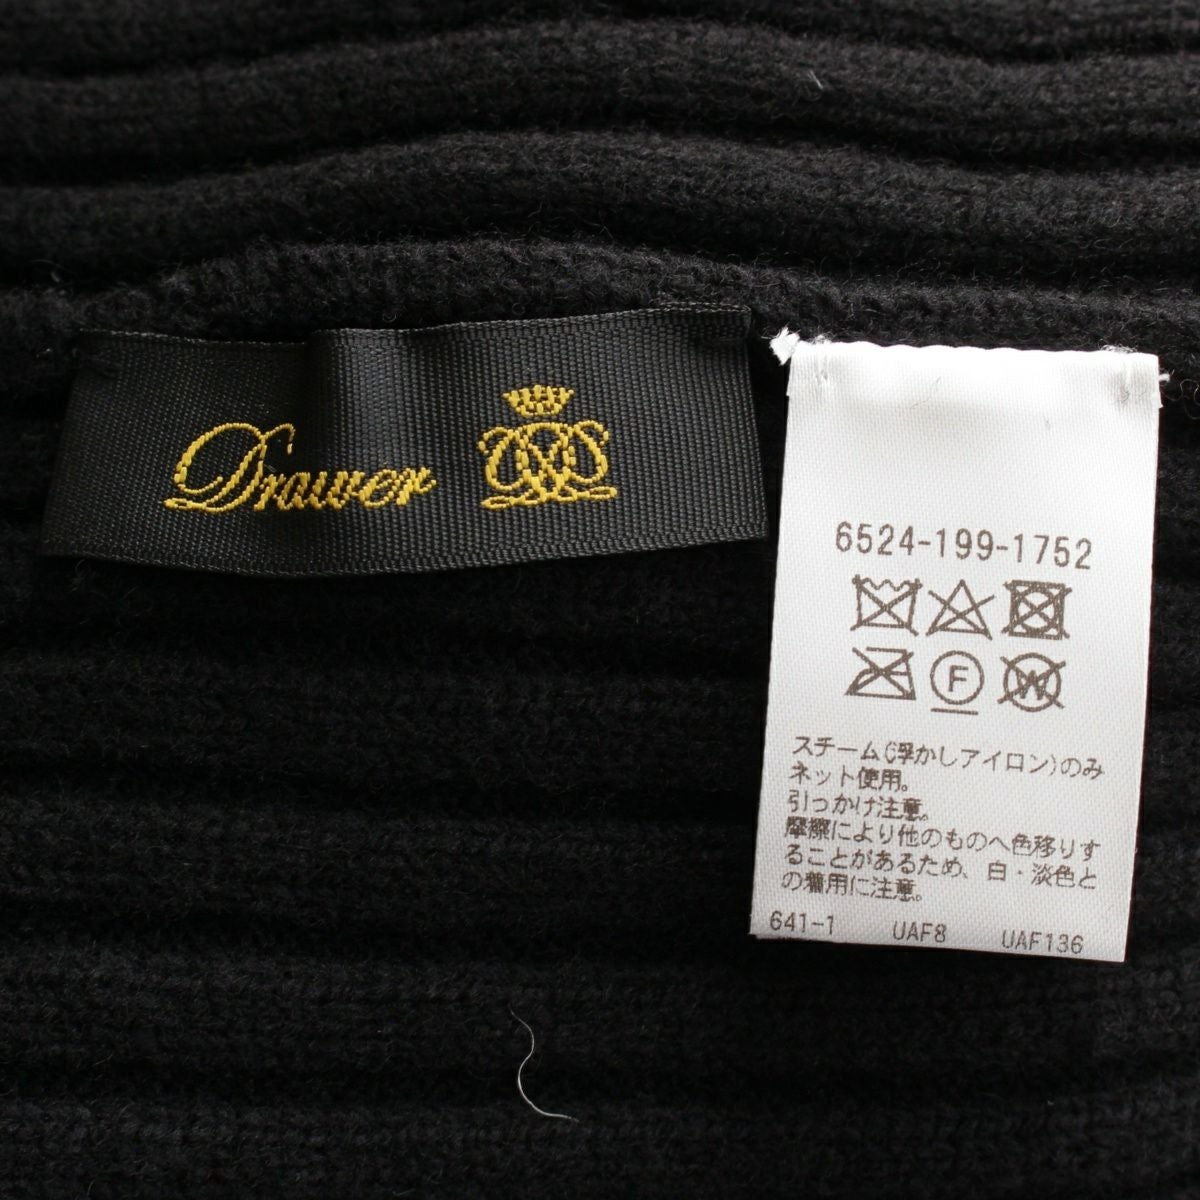 Drawer
6524-199-1752
F
W
スチーム(浮かしアイロン)のみ
ネット使用。
引っかけ注意。
摩擦により他のものへ色移りす
ることがあるため、白・淡色と
の着用に注意。
641-1 UAF8 UAF136